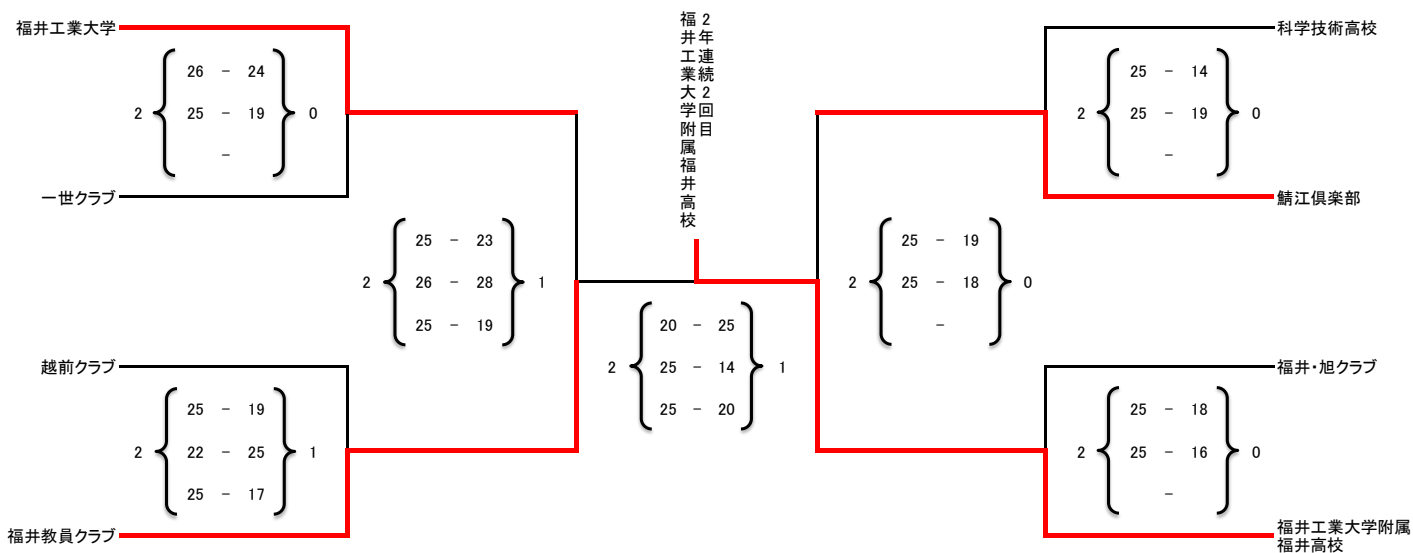 福井工業大学
26 － 24
2 25 － 19 0
－
一世クラブ
25 － 23
2 26 － 28 1
25 － 19
越前クラブ
25 － 19
2 22 － 25 1
25 － 17
福井教員クラブ
2年連続2回目
福井工業大学附属福井高校
20 － 25
2 25 － 14 1
25 － 20
科学技術高校
25 － 14
2 25 － 19 0
－
鯖江倶楽部
25 － 19
2 25 － 18 0
－
福井・旭クラブ
25 － 18
2 25 － 16 0
－
福井工業大学附属
福井高校